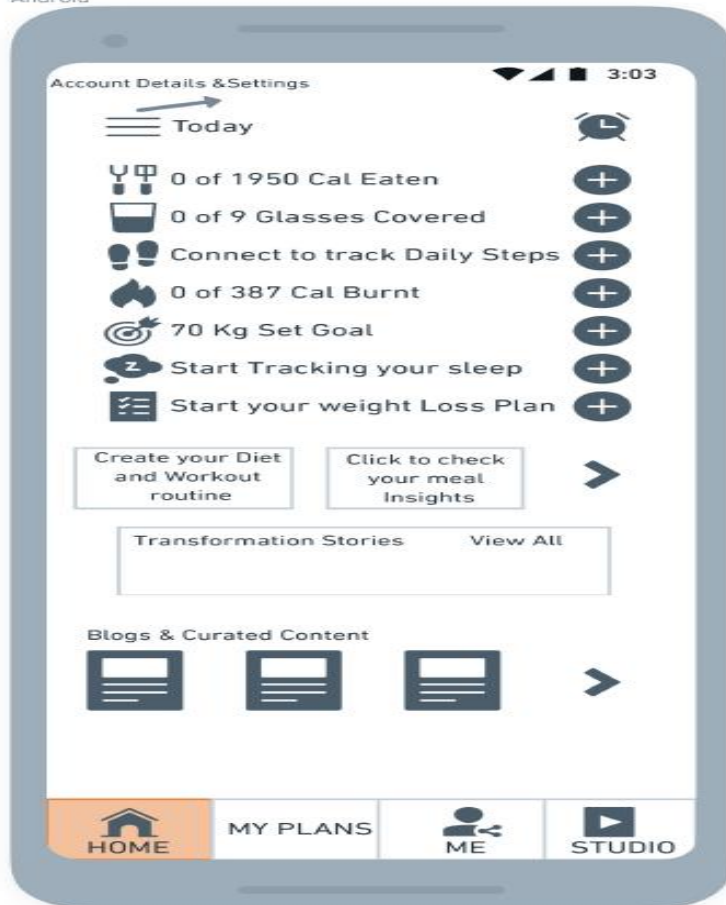 Android
Account Details &Settings
3:03
Today
0 of 1950 Cal Eaten
0 of 9 Glasses Covered
Connect to track Daily Steps
0 of 387 Cal Burnt
70 Kg Set Goal
Z
Start Tracking your sleep
Start your weight Loss Plan
Create your Diet
and Workout
routine
Click to check
your meal
Insights
Transformation Stories View All
Blogs & Curated Content
HOME
MY PLANS
ME
STUDIO